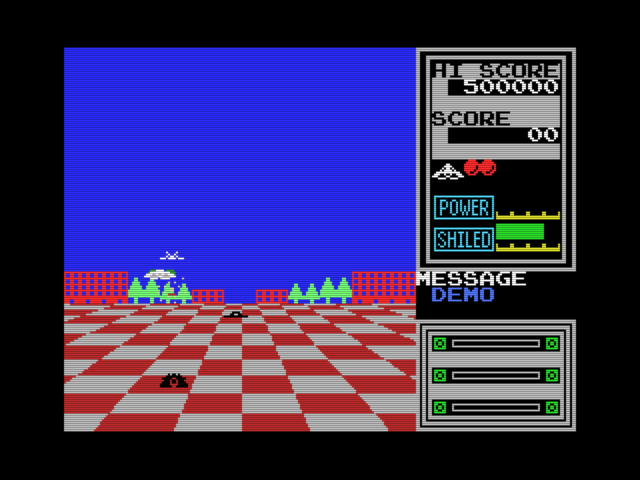 HI SCORE
500000
SCORE
00
POWER
SHILED
MESSAGE
DEMO